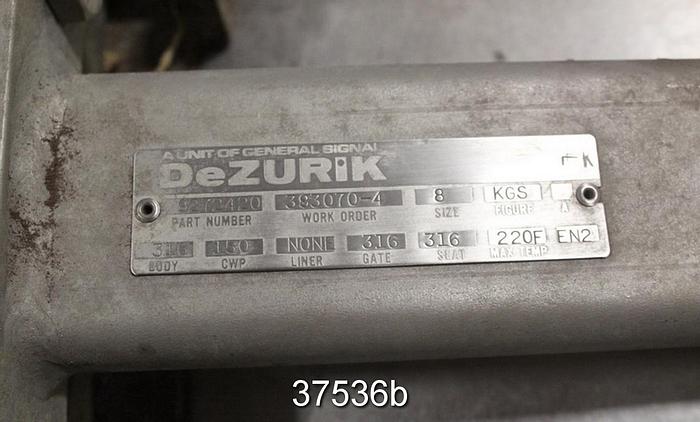 A UNIT OF GENERAL SIGNAL
DeZURIK
393070-4 8 KGS
PART NUMBER WORK ORDER SIZE FIGURE A
316 150 NONE 316 316 220F EN2
BODY CWP LINER GATE SEAT MAX TEMP
37536b